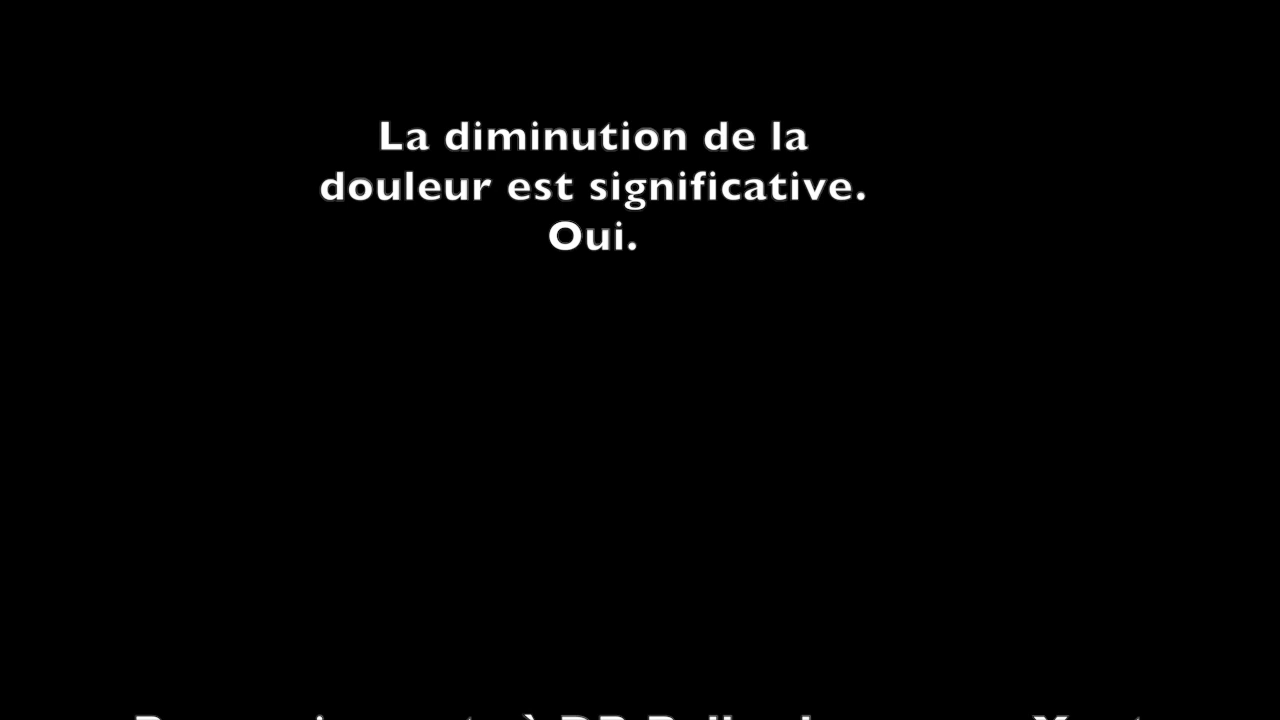 La diminution de la
douleur est significative.
Oui.
à